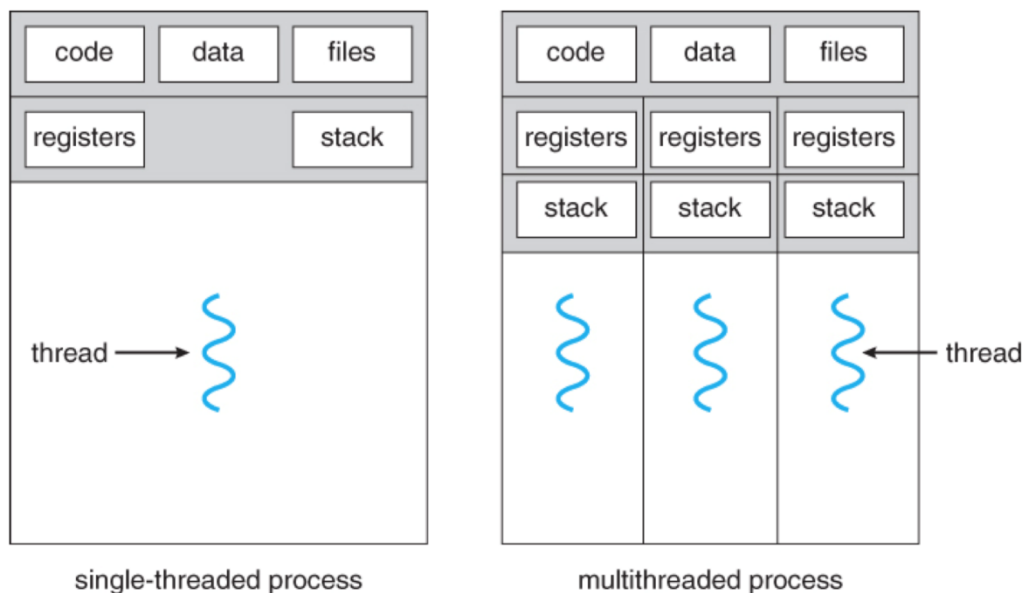 code data files
registers stack
thread
single-threaded process
code data files
registers registers registers
stack stack stack
thread
multithreaded process